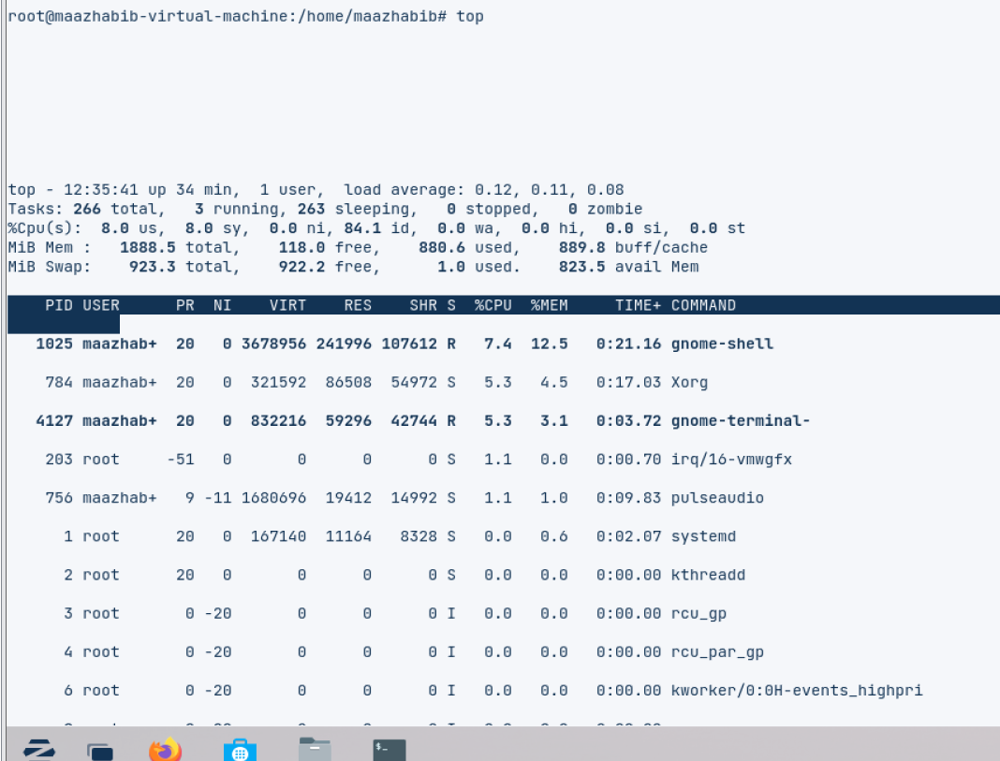 root@maazhabib-virtual-machine:/home/maazhabib# top
top - 12:35:41 up 34 min,  1 user,  load average: 0.12, 0.11, 0.08
Tasks: 266 total,   3 running, 263 sleeping,   0 stopped,   0 zombie
%Cpu(s):  8.0 us,  8.0 sy,  0.0 ni, 84.1 id,  0.0 wa,  0.0 hi,  0.0 si,  0.0 st
MiB Mem :   1888.5 total,    118.0 free,    880.6 used,    889.8 buff/cache
MiB Swap:    923.3 total,    922.2 free,      1.0 used.    823.5 avail Mem
    PID USER      PR  NI    VIRT    RES    SHR S  %CPU  %MEM     TIME+ COMMAND
   1025 maazhab+  20   0 3678956 241996 107612 R   7.4  12.5   0:21.16 gnome-shell
    784 maazhab+  20   0  321592  86508  54972 S   5.3   4.5   0:17.03 Xorg
   4127 maazhab+  20   0  832216  59296  42744 R   5.3   3.1   0:03.72 gnome-terminal-
    203 root     -51   0       0      0      0 S   1.1   0.0   0:00.70 irq/16-vmwgfx
    756 maazhab+   9 -11 1680696  19412  14992 S   1.1   1.0   0:09.83 pulseaudio
      1 root      20   0  167140  11164   8328 S   0.0   0.6   0:02.07 systemd
      2 root      20   0       0      0      0 S   0.0   0.0   0:00.00 kthreadd
      3 root       0 -20       0      0      0 I   0.0   0.0   0:00.00 rcu_gp
      4 root       0 -20       0      0      0 I   0.0   0.0   0:00.00 rcu_par_gp
      6 root       0 -20       0      0      0 I   0.0   0.0   0:00.00 kworker/0:0H-events_highpri
$_